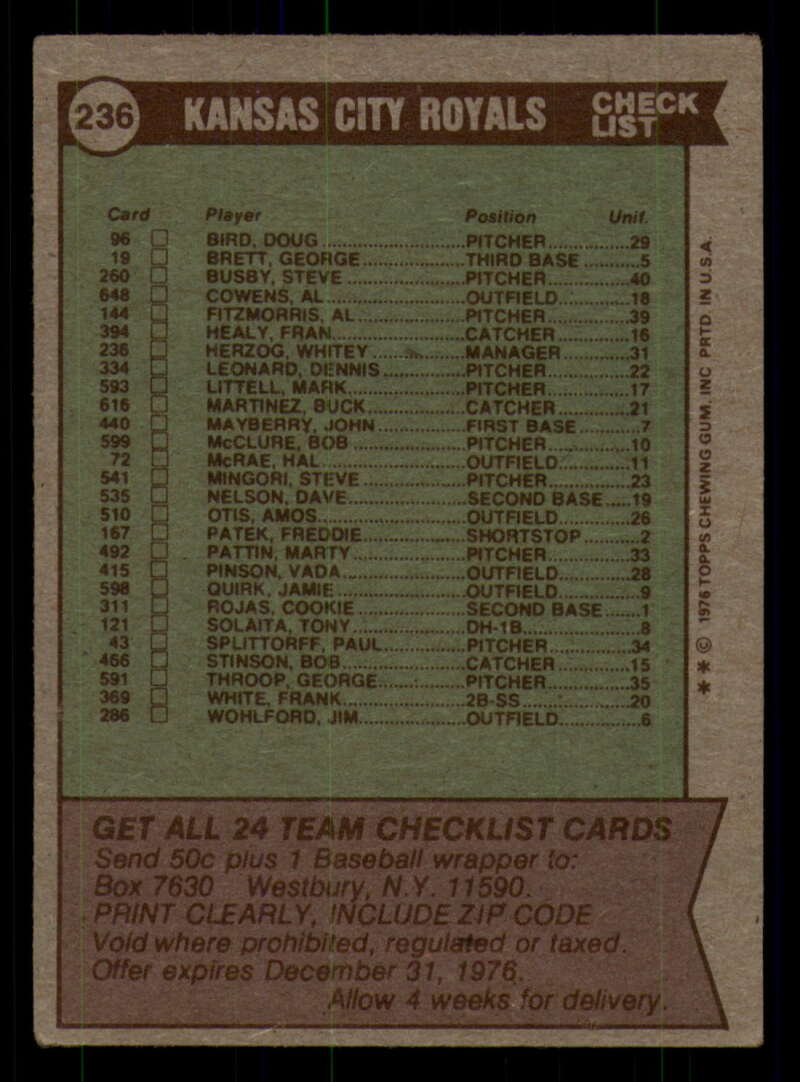 236 KANSAS CITY ROYALS CHECK LIST
Card Player Position Unif.
96 BIRD, DOUG PITCHER 29
19 BRETT, GEORGE THIRD BASE 5
260 BUSBY, STEVE PITCHER 40
648 COWENS, AL OUTFIELD 18
144 FITZMORRIS, AL PITCHER 39
394 HEALY, FRAN CATCHER 16
236 HERZOG, WHITEY MANAGER 31
334 LEONARD, DENNIS PITCHER 22
593 LITTELL, MARK PITCHER 17
616 MARTINEZ, BUCK CATCHER 21
440 MAYBERRY, JOHN FIRST BASE 7
599 McCLURE, BOB PITCHER 10
72 McRAE, HAL OUTFIELD 11
541 MINGORI, STEVE PITCHER 23
535 NELSON, DAVE SECOND BASE 19
510 OTIS, AMOS OUTFIELD 26
167 PATEK, FREDDIE SHORTSTOP 2
492 PATTIN, MARTY PITCHER 33
415 PINSON, VADA OUTFIELD 28
598 QUIRK, JAMIE OUTFIELD 9
311 ROJAS, COOKIE SECOND BASE 1
121 SOLAITA, TONY DH-1B 8
43 SPLITTORFF, PAUL PITCHER 34
466 STINSON, BOB CATCHER 15
591 THROOP, GEORGE PITCHER 35
369 WHITE, FRANK 2B-SS 20
286 WOHLFORD, JIM OUTFIELD 6
GET ALL 24 TEAM CHECKLIST CARDS
Send 50c plus 1 Baseball wrapper to:
Box 7630 Westbury, N.Y. 11590.
PRINT CLEARLY, INCLUDE ZIP CODE
Void where prohibited, regulated or taxed.
Offer expires December 31, 1976.
Allow 4 weeks for delivery.
** © 1976 TOPPS CHEWING GUM, INC. PRTD. IN U.S.A.